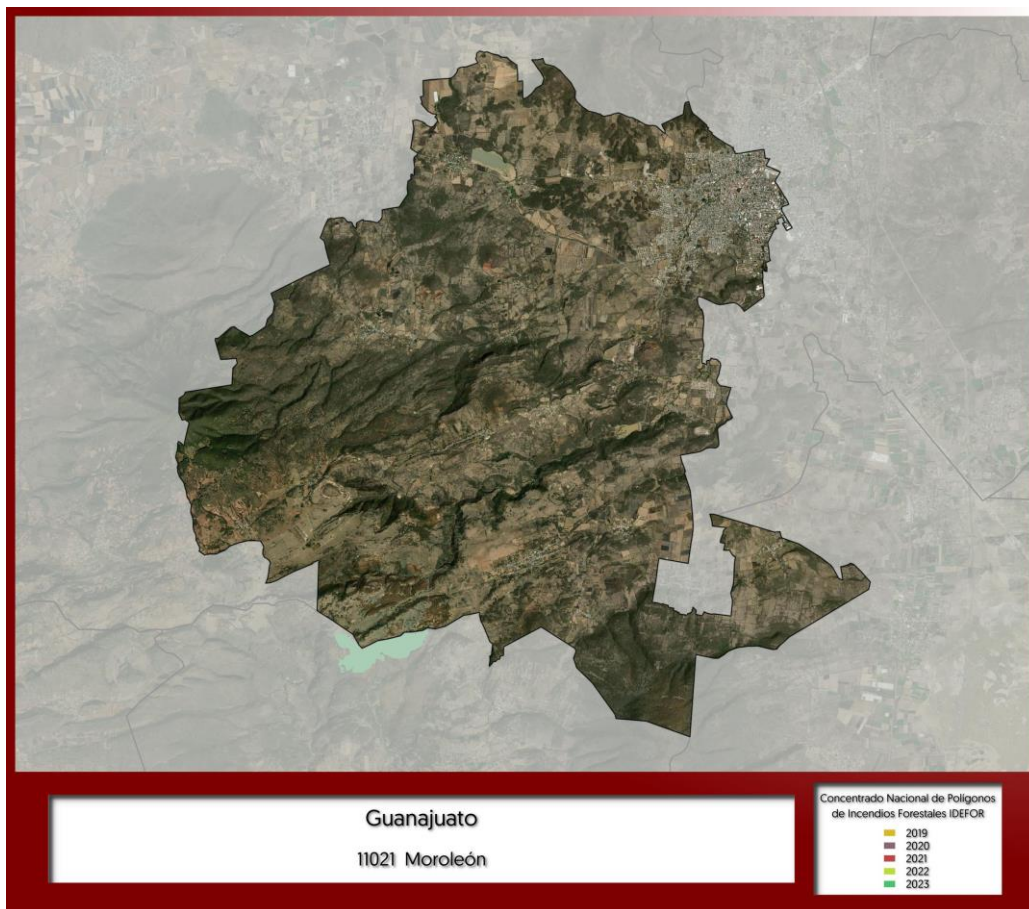 Guanajuato
11021 Moroleón
Concentrado Nacional de Polígonos
de Incendios Forestales IDEFOR
2019
2020
2021
2022
2023